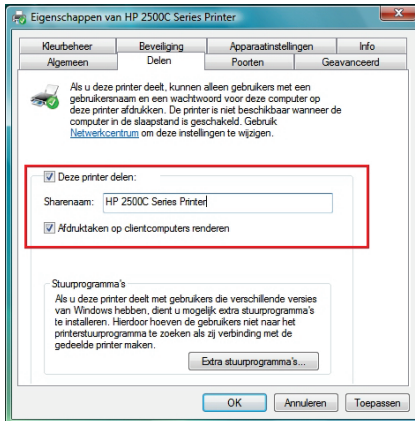 Eigenschappen van HP 2500C Series Printer
Kleurbeheer Beveiliging Apparaatinstellingen Info
Algemeen Delen Poorten Geavanceerd
Als u deze printer deelt, kunnen alleen gebruikers met een
gebruikersnaam en een wachtwoord voor deze computer op
deze printer afdrukken. De printer is niet beschikbaar wanneer de
computer in de slaapstand is geschakeld. Gebruik
Netwerkcentrum om deze instellingen te wijzigen.
Deze printer delen:
Sharenaam: HP 2500C Series Printer
Afdruktaken op clientcomputers renderen
Stuurprogramma's
Als u deze printer deelt met gebruikers die verschillende versies
van Windows hebben, dient u mogelijk extra stuurprogramma's
te installeren. Hierdoor hoeven de gebruikers niet naar het
printerstuurprogramma te zoeken als zij verbinding met de
gedeelde printer maken.
Extra stuurprogramma's...
OK Annuleren Toepassen